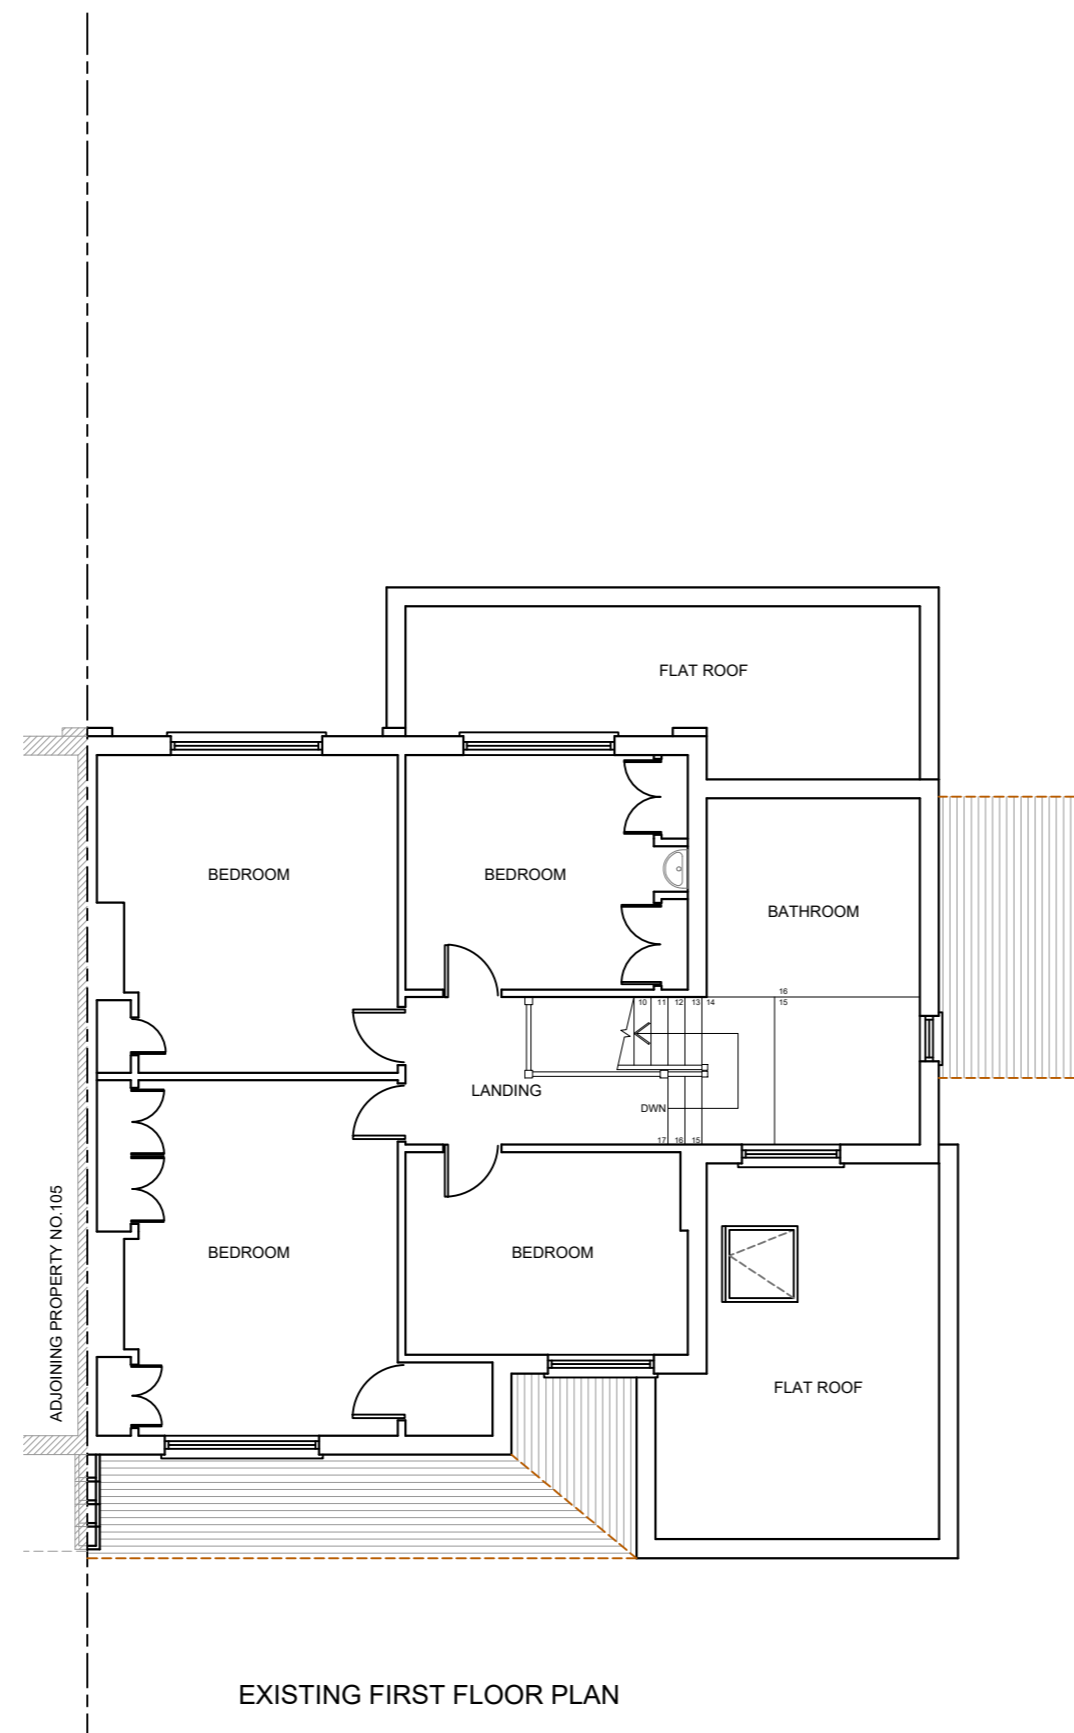 FLAT ROOF
BEDROOM
BEDROOM
BATHROOM
16
10 11 12 13 14 15
LANDING
DWN
17 16 15
ADJOINING PROPERTY NO.105
BEDROOM
BEDROOM
FLAT ROOF
EXISTING FIRST FLOOR PLAN